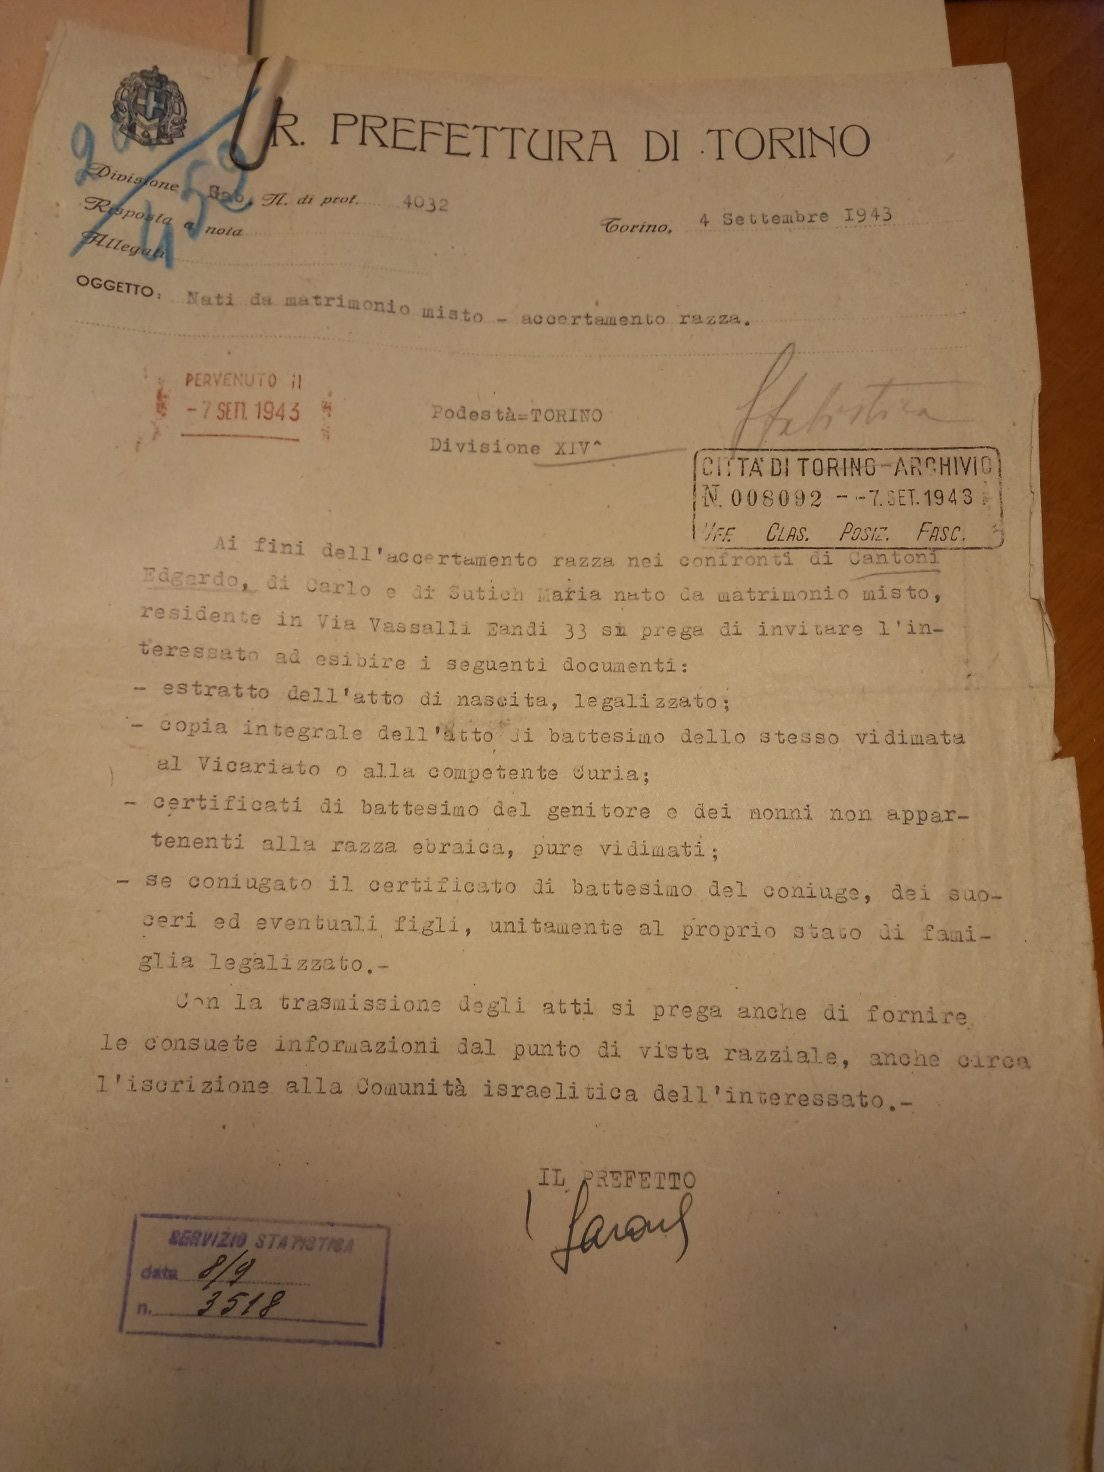 R. PREFETTURA DI TORINO
Divisione Gab. N. di prot. 4032
Risposta a nota
Allegati
Torino, 4 Settembre 1943
OGGETTO: Nati da matrimonio misto - accertamento razza.
PERVENUTO il
-7 SETT. 1943
Statistica
Podestà=TORINO
Divisione XIV^
CITTA' DI TORINO - ARCHIVIO
N. 008092 - -7. SET. 1943
UFF. CLAS. POSIZ. FASC.
Ai fini dell'accertamento razza nei confronti di Cantoni
Edgardo, di Carlo e di Sutich Maria nato da matrimonio misto,
residente in Via Vassalli Eandi 33 si prega di invitare l'in-
teressato ad esibire i seguenti documenti:
- estratto dell'atto di nascita, legalizzato;
- copia integrale dell'atto di battesimo dello stesso vidimata
al Vicariato o alla competente Curia;
- certificati di battesimo del genitore e dei nonni non appar-
tenenti alla razza ebraica, pure vidimati;
- se coniugato il certificato di battesimo del coniuge, dei suo-
ceri ed eventuali figli, unitamente al proprio stato di fami-
glia legalizzato.-
Con la trasmissione degli atti si prega anche di fornire
le consuete informazioni dal punto di vista razziale, anche circa
l'iscrizione alla Comunità israelitica dell'interessato.-
IL PREFETTO
SERVIZIO STATISTICA
data 8/9
n. 3518